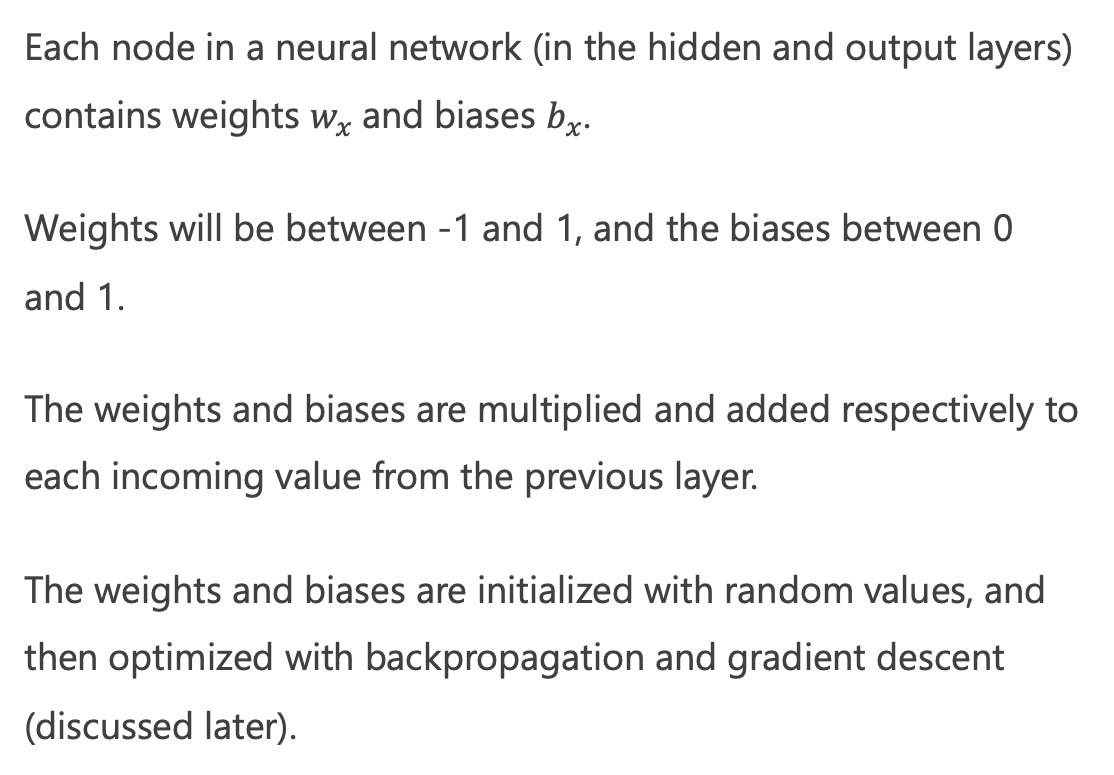 Each node in a neural network (in the hidden and output layers)
contains weights wₓ and biases bₓ.
Weights will be between -1 and 1, and the biases between 0
and 1.
The weights and biases are multiplied and added respectively to
each incoming value from the previous layer.
The weights and biases are initialized with random values, and
then optimized with backpropagation and gradient descent
(discussed later).